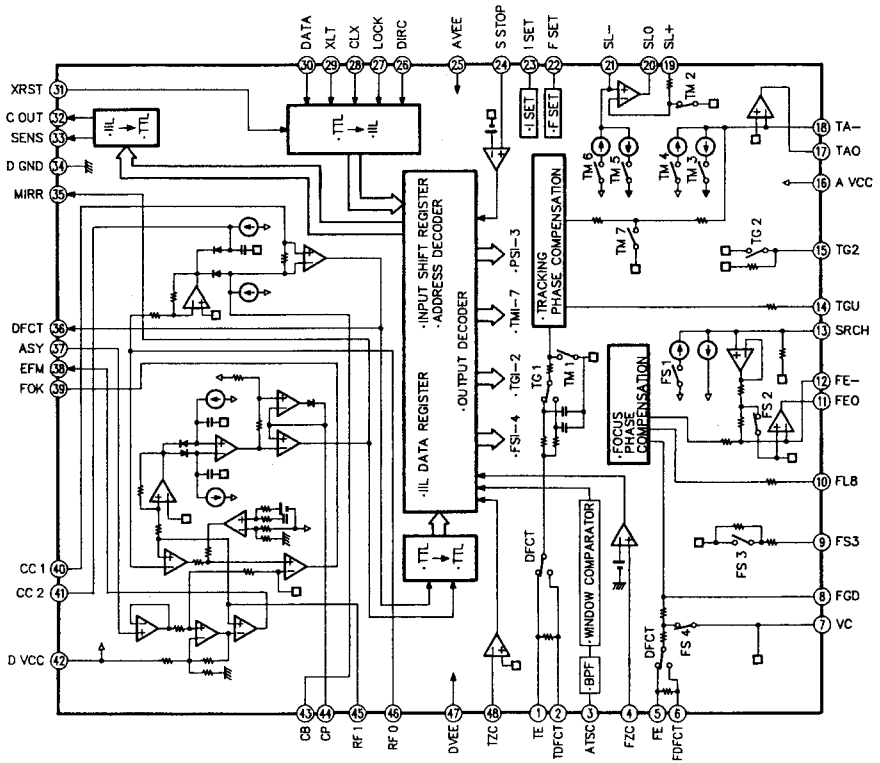 DATA
XLT
CLX
LOCK
DIRC
AVEE
S STOP
I SET
F SET
SL-
SLO
SL+
30
29
28
27
26
25
24
23
22
21
20
19
XRST
31
C OUT
32
SENS
33
D GND
34
MIRR
35
DFCT
36
ASY
37
EFM
38
FOK
39
CC 1
40
CC 2
41
D VCC
42
·IIL
→
·TTL
·TTL
→
·IIL
·I SET
·F SET
TM 2
TM 6
TM 5
TM 4
TM 3
TM 7
TG 2
18
TA-
17
TAO
16
A VCC
15
TG2
14
TGU
13
SRCH
12
FE-
11
FEO
10
FL8
9
FS3
8
FGD
7
VC
·IIL DATA REGISTER
·INPUT SHIFT REGISTER
·ADDRESS DECODER
·OUTPUT DECODER
·PSI-3
·TMI-7
·TGI-2
·FSI-4
·TRACKING
PHASE COMPENSATION
TG 1
TM 1
·FOCUS
PHASE
COMPENSATION
FS 1
FS 2
FS 3
FS 4
·TTL
→
·TTL
DFCT
·WINDOW COMPARATOR
·BPF
DFCT
43
44
45
46
47
48
1
2
3
4
5
6
CB
CP
RF 1
RF 0
DVEE
TZC
TE
TDFCT
ATSC
FZC
FE
FDFCT